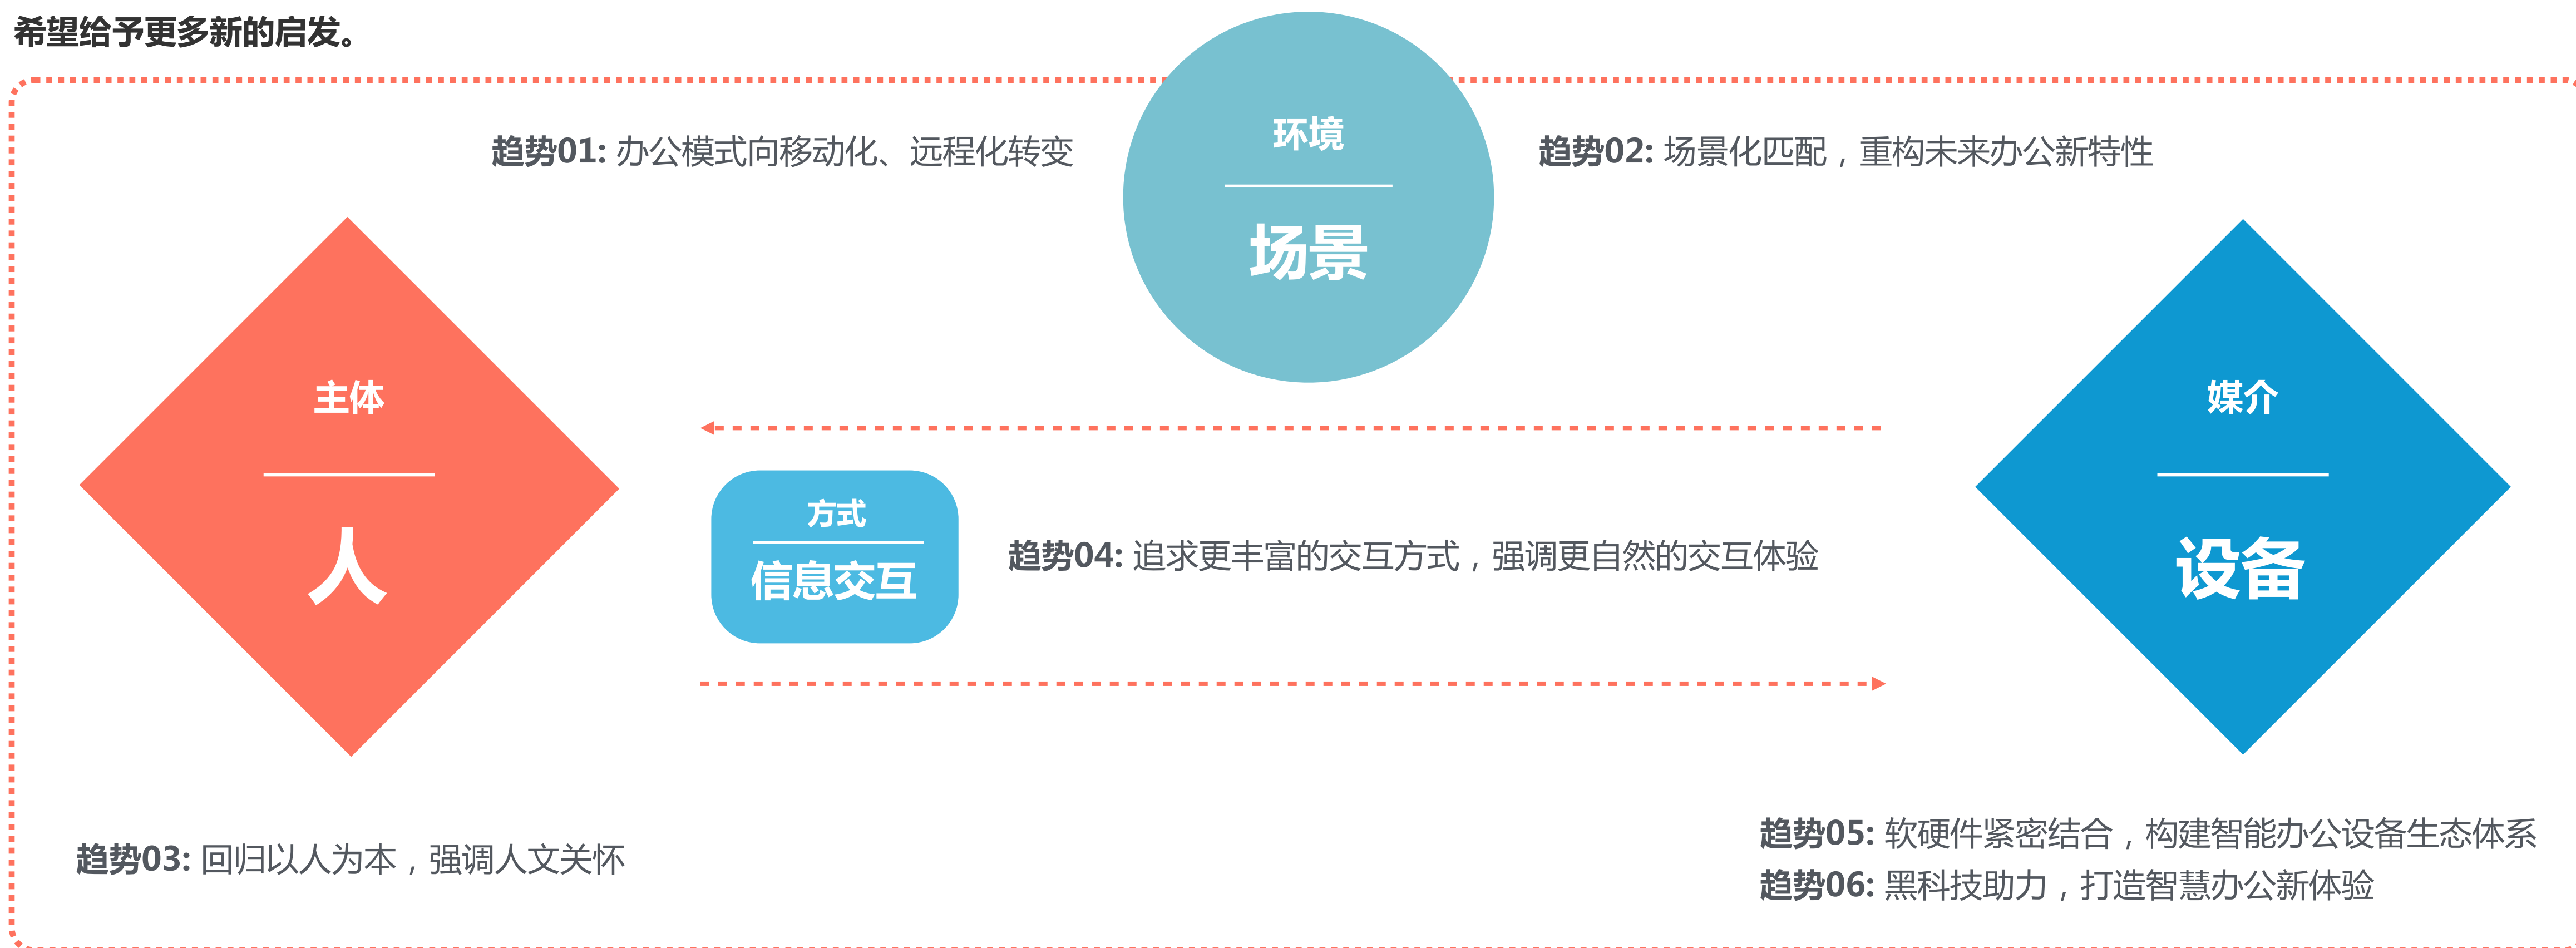 希望给予更多新的启发。
环境
场景
趋势01: 办公模式向移动化、远程化转变
趋势02: 场景化匹配，重构未来办公新特性
主体
人
媒介
设备
方式
信息交互
趋势04: 追求更丰富的交互方式，强调更自然的交互体验
趋势03: 回归以人为本，强调人文关怀
趋势05: 软硬件紧密结合，构建智能办公设备生态体系
趋势06: 黑科技助力，打造智慧办公新体验